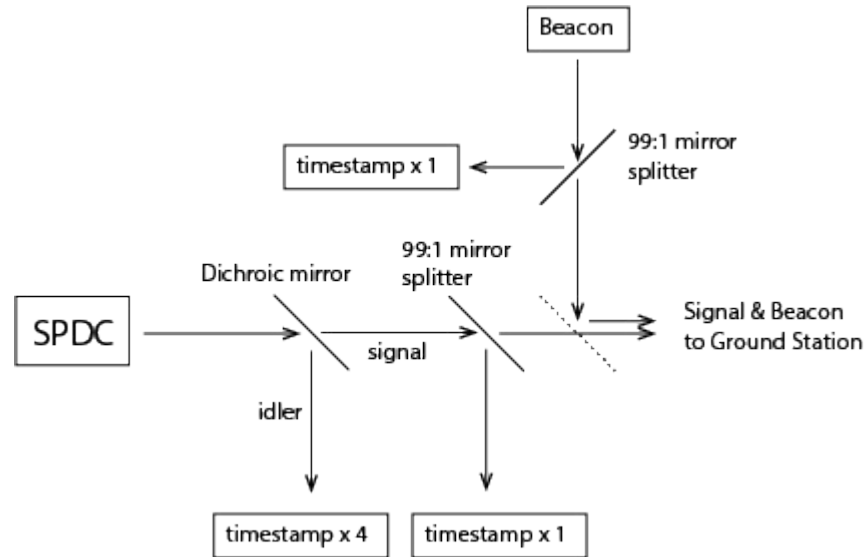 Beacon
99:1 mirror
splitter
timestamp x 1
99:1 mirror
splitter
Dichroic mirror
SPDC
signal
Signal & Beacon
to Ground Station
idler
timestamp x 4
timestamp x 1